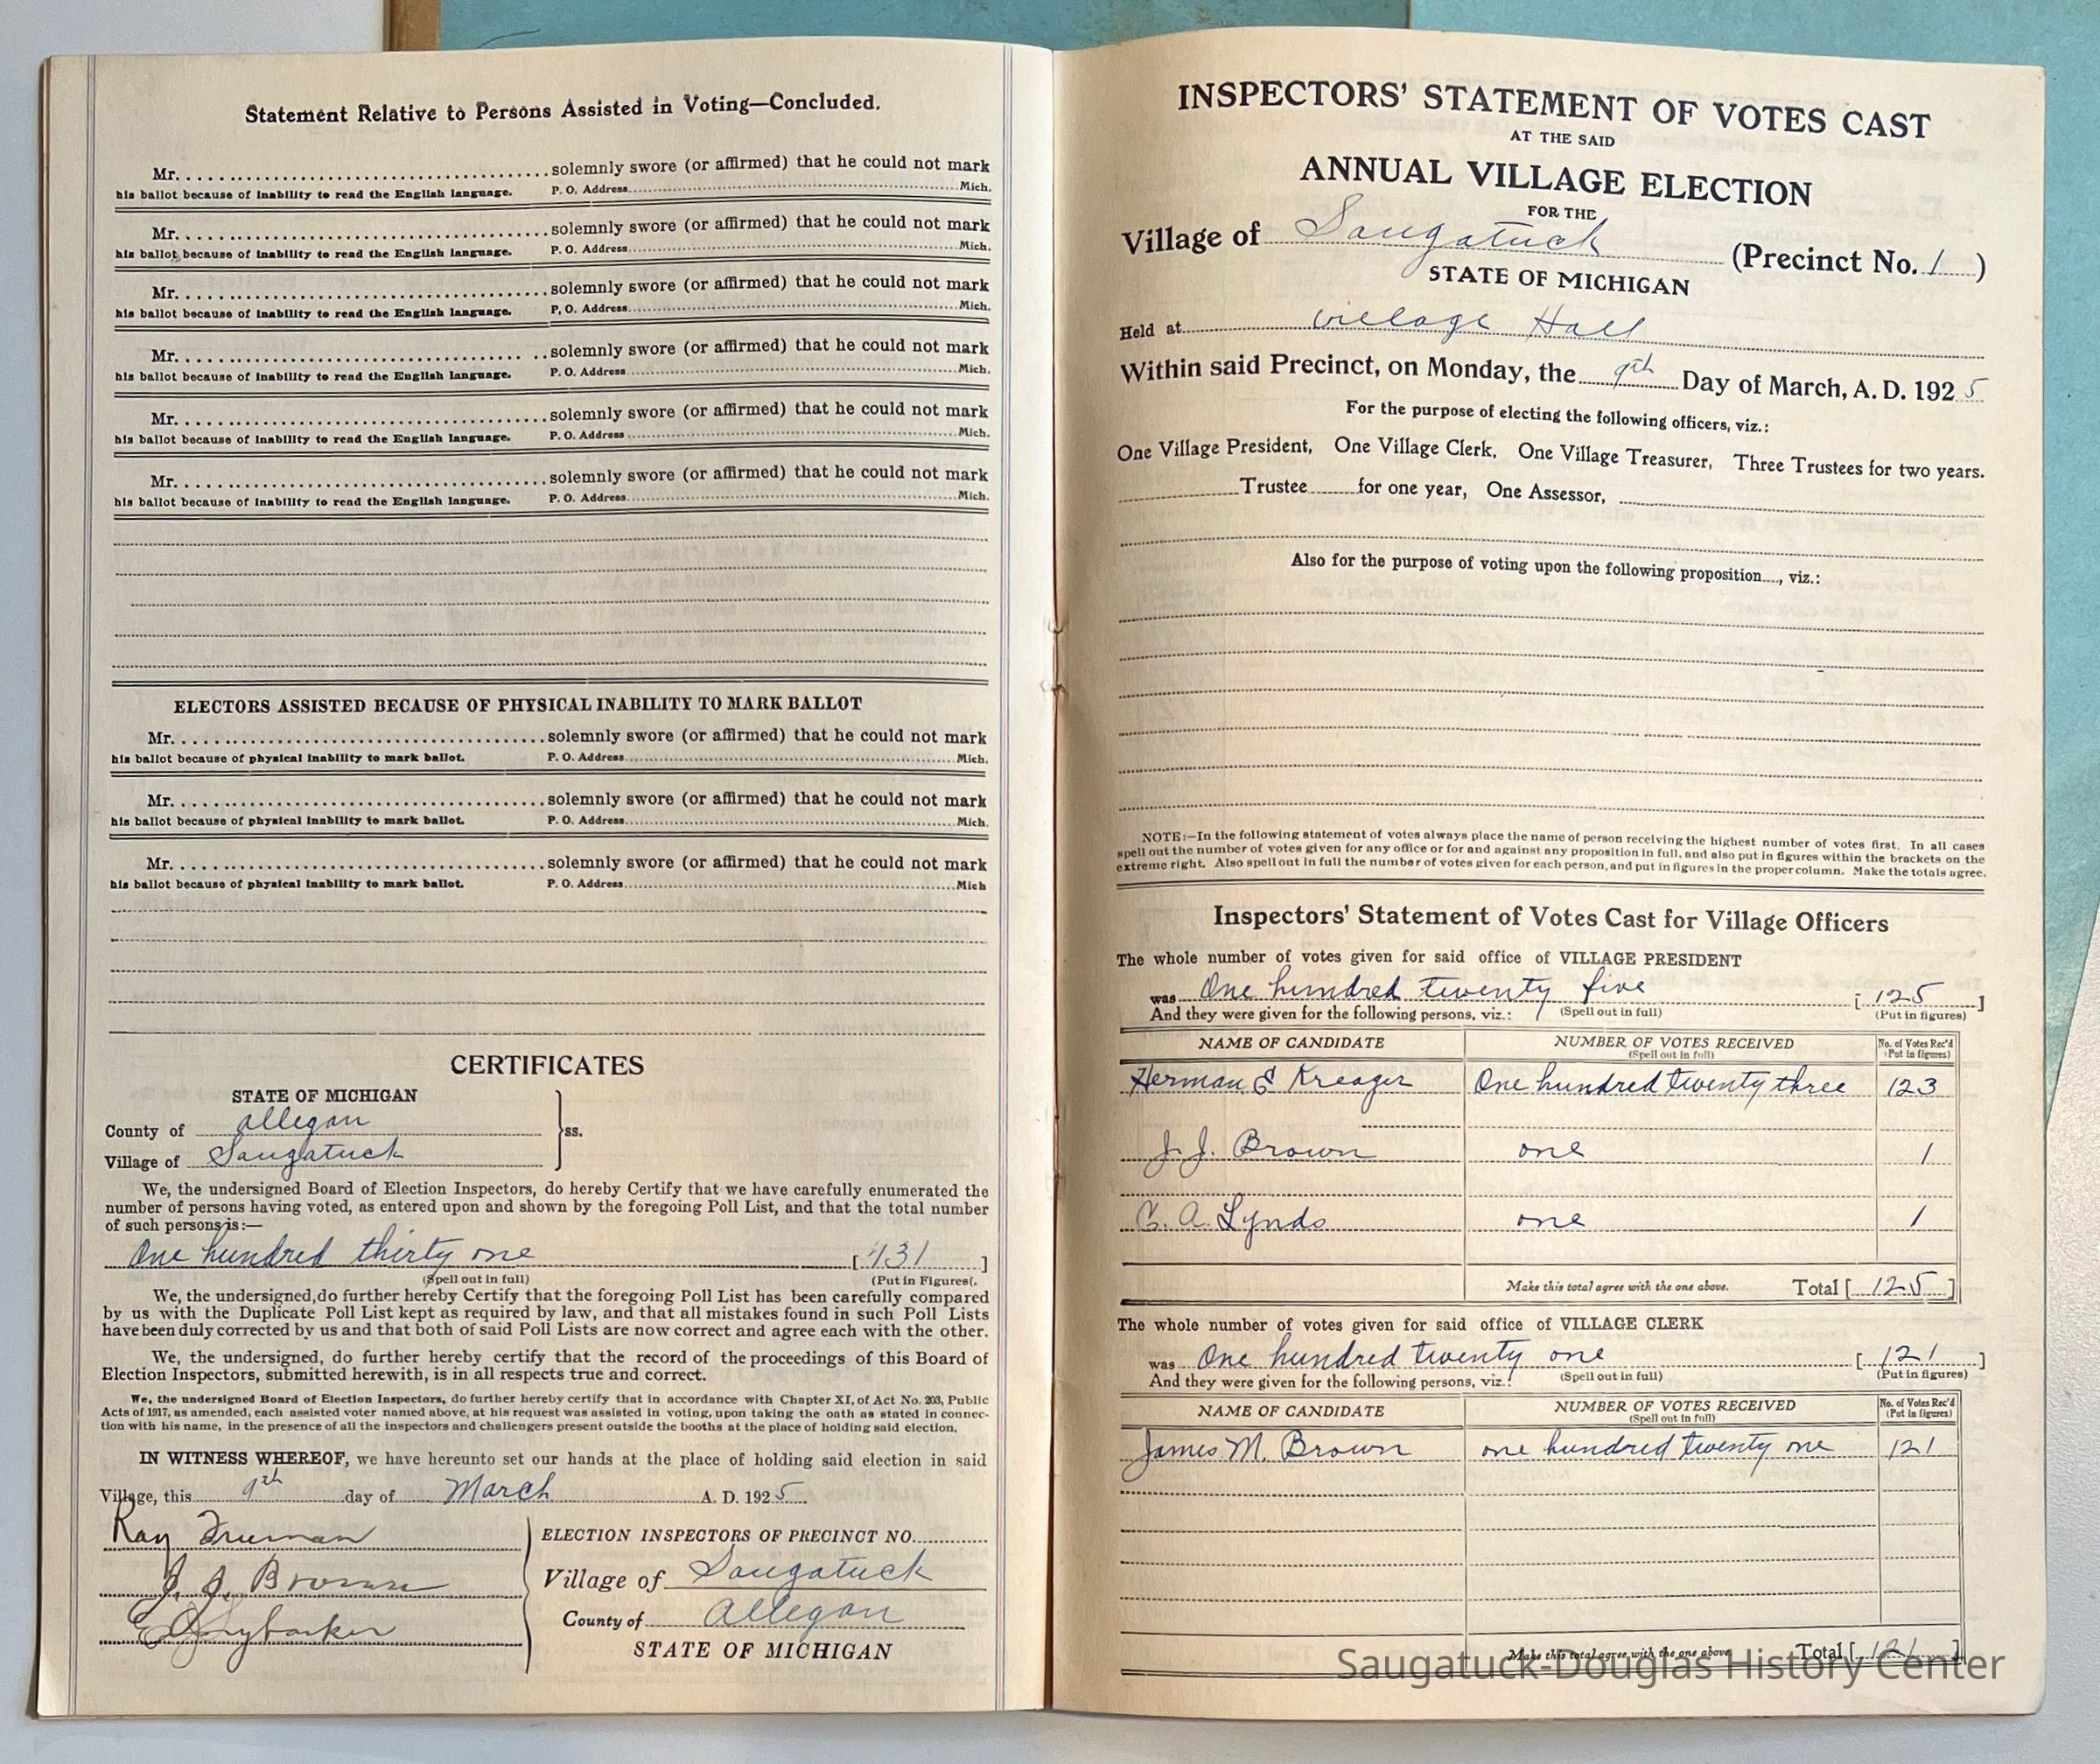 Statement Relative to Persons Assisted in Voting—Concluded.
Mr. solemnly swore (or affirmed) that he could not mark
his ballot because of inability to read the English language. P. O. Address Mich.
Mr. solemnly swore (or affirmed) that he could not mark
his ballot because of inability to read the English language. P. O. Address Mich.
Mr. solemnly swore (or affirmed) that he could not mark
his ballot because of inability to read the English language. P, O. Address Mich.
Mr. solemnly swore (or affirmed) that he could not mark
his ballot because of inability to read the English language. P. O. Address Mich.
Mr. solemnly swore (or affirmed) that he could not mark
his ballot because of inability to read the English language. P. O. Address Mich.
Mr. solemnly swore (or affirmed) that he could not mark
his ballot because of inability to read the English language. P. O. Address Mich.
ELECTORS ASSISTED BECAUSE OF PHYSICAL INABILITY TO MARK BALLOT
Mr. solemnly swore (or affirmed) that he could not mark
his ballot because of physical inability to mark ballot. P. O. Address Mich.
Mr. solemnly swore (or affirmed) that he could not mark
his ballot because of physical inability to mark ballot. P. O. Address Mich.
Mr. solemnly swore (or affirmed) that he could not mark
his ballot because of physical inability to mark ballot. P. O. Address Mich
CERTIFICATES
STATE OF MICHIGAN
County of Allegan
ss.
Village of Saugatuck
We, the undersigned Board of Election Inspectors, do hereby Certify that we have carefully enumerated the
number of persons having voted, as entered upon and shown by the foregoing Poll List, and that the total number
of such persons is:—
One hundred thirty one [131]
(Spell out in full) (Put in Figures(.
We, the undersigned, do further hereby Certify that the foregoing Poll List has been carefully compared
by us with the Duplicate Poll List kept as required by law, and that all mistakes found in such Poll Lists
have been duly corrected by us and that both of said Poll Lists are now correct and agree each with the other.
We, the undersigned, do further hereby certify that the record of the proceedings of this Board of
Election Inspectors, submitted herewith, is in all respects true and correct.
We, the undersigned Board of Election Inspectors, do further hereby certify that in accordance with Chapter XI, of Act No. 203, Public
Acts of 1917, as amended, each assisted voter named above, at his request was assisted in voting, upon taking the oath as stated in connec-
tion with his name, in the presence of all the inspectors and challengers present outside the booths at the place of holding said election.
IN WITNESS WHEREOF, we have hereunto set our hands at the place of holding said election in said
Village, this 9th day of March A. D. 1925
Ray Truman
J. J. Brown
ELECTION INSPECTORS OF PRECINCT NO.
Village of Saugatuck
County of Allegan
STATE OF MICHIGAN
INSPECTORS' STATEMENT OF VOTES CAST
AT THE SAID
ANNUAL VILLAGE ELECTION
FOR THE
Village of Saugatuck (Precinct No. 1)
STATE OF MICHIGAN
Held at village Hall
Within said Precinct, on Monday, the 9th Day of March, A. D. 1925
For the purpose of electing the following officers, viz.:
One Village President, One Village Clerk, One Village Treasurer, Three Trustees for two years.
Trustee for one year, One Assessor,
Also for the purpose of voting upon the following proposition...., viz.:
NOTE:—In the following statement of votes always place the name of person receiving the highest number of votes first. In all cases
spell out the number of votes given for any office or for and against any proposition in full, and also put in figures within the brackets on the
extreme right. Also spell out in full the number of votes given for each person, and put in figures in the proper column. Make the totals agree.
Inspectors' Statement of Votes Cast for Village Officers
The whole number of votes given for said office of VILLAGE PRESIDENT
was One hundred twenty five [125]
And they were given for the following persons, viz.: (Spell out in full) (Put in figures)
NAME OF CANDIDATE NUMBER OF VOTES RECEIVED (Spell out in full) No. of Votes Rec'd (Put in figures)
Herman E Kreager One hundred twenty three 123
J. J. Brown one 1
C. A. Lynds one 1
Make this total agree with the one above. Total [125]
The whole number of votes given for said office of VILLAGE CLERK
was One hundred twenty one [121]
And they were given for the following persons, viz.: (Spell out in full) (Put in figures)
NAME OF CANDIDATE NUMBER OF VOTES RECEIVED (Spell out in full) No. of Votes Rec'd (Put in figures)
James M. Brown one hundred twenty one 121
Make this total agree with the one above. Total [121]
Saugatuck-Douglas History Center